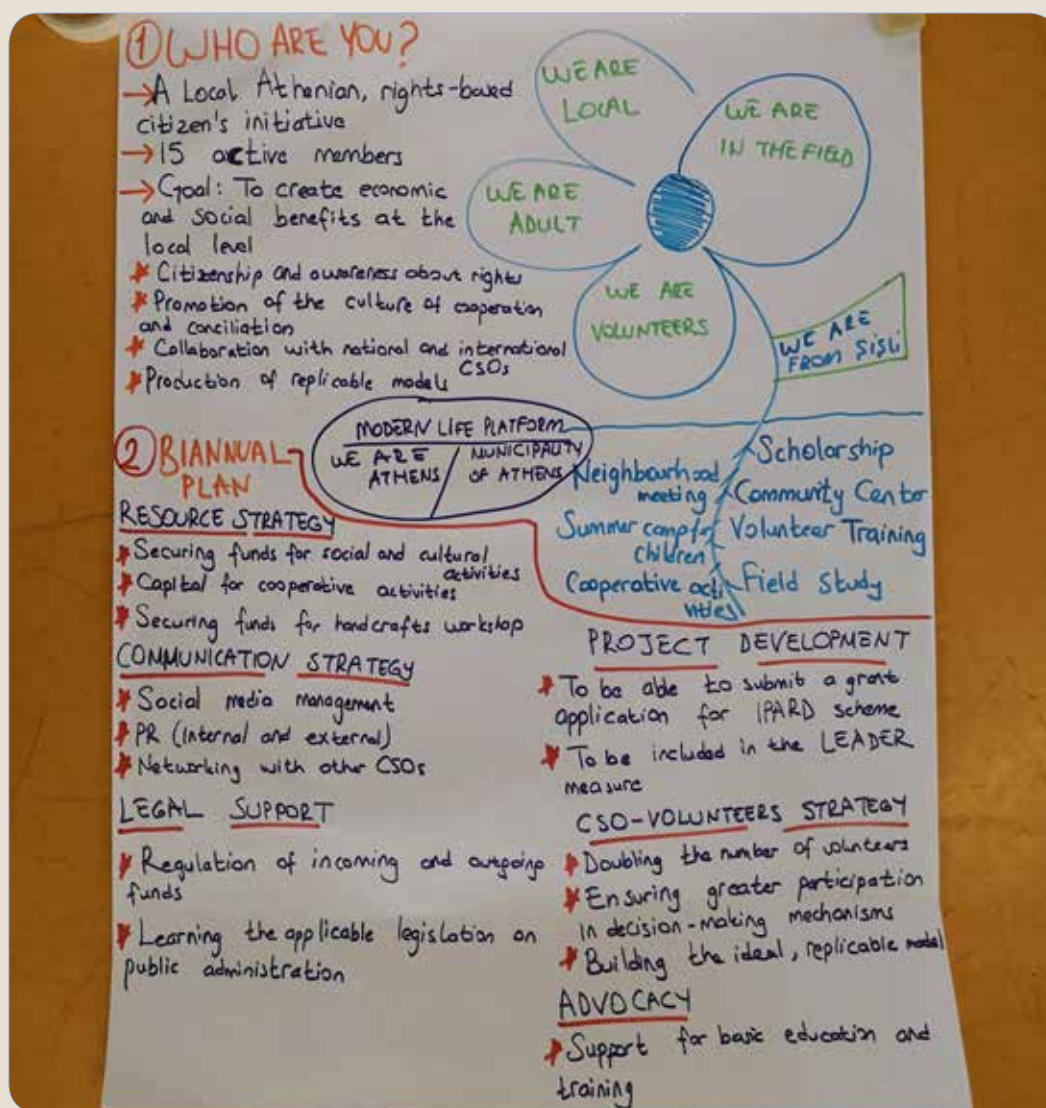 ① WHO ARE YOU?
→ A Local Athenian, rights-based
citizen's initiative
→ 15 active members
→ Goal: To create economic
and social benefits at the
local level
* Citizenship and awareness about rights
* Promotion of the culture of cooperation
and conciliation
* Collaboration with national and international
CSOs
* Production of replicable models
WE ARE
LOCAL
WE ARE
IN THE FIELD
WE ARE
ADULT
WE ARE
VOLUNTEERS
WE ARE
FROM SISLI
MODERN LIFE PLATFORM
WE ARE
ATHENS
MUNICIPALITY
OF ATHENS
Neighbourhood
meeting
Summer camp for
children
Cooperative acti
vities
Scholorship
Community Center
Volunteer Training
Field Study
② BIANNUAL
PLAN
RESOURCE STRATEGY
* Securing funds for social and cultural
activities
* Capital for cooperative activities
* Securing funds for handcrafts workshop
COMMUNICATION STRATEGY
* Social media management
* PR (Internal and external)
* Networking with other CSOs
LEGAL SUPPORT
* Regulation of incoming and outgoing
funds
* Learning the applicable legislation on
public administration
PROJECT DEVELOPMENT
* To be able to submit a grant
application for IPARD scheme
* To be included in the LEADER
measure
CSO-VOLUNTEERS STRATEGY
* Doubling the number of volunteers
* Ensuring greater participation
in decision-making mechanisms
* Building the ideal, replicable model
ADVOCACY
* Support for basic education and
training